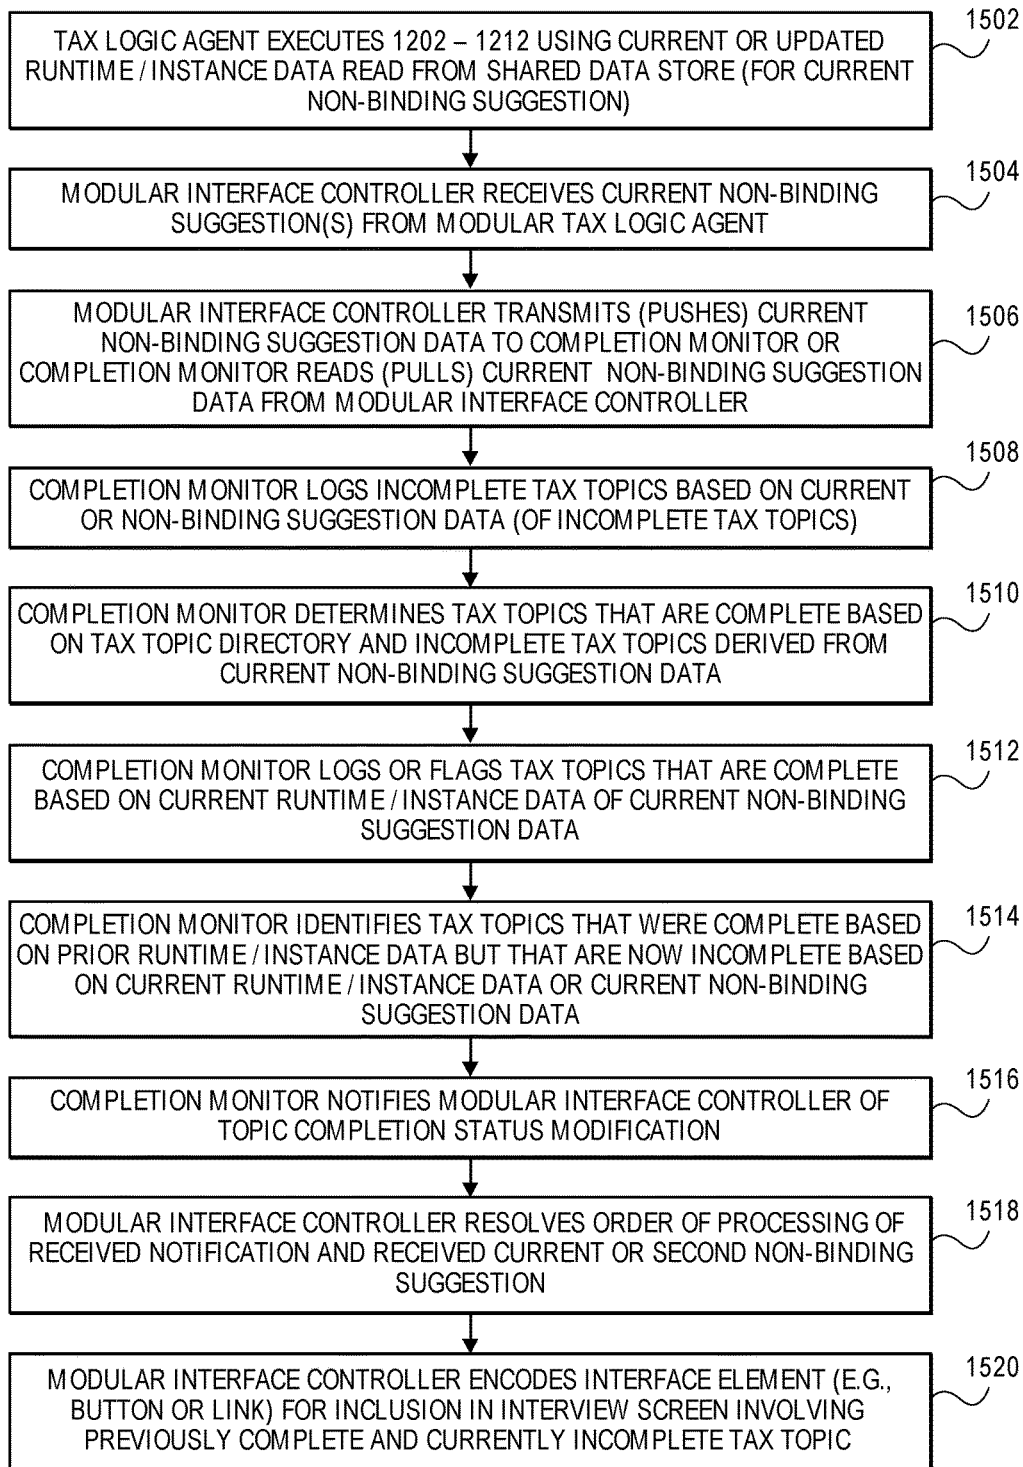 1502
TAX LOGIC AGENT EXECUTES 1202 – 1212 USING CURRENT OR UPDATED
RUNTIME / INSTANCE DATA READ FROM SHARED DATA STORE (FOR CURRENT
NON-BINDING SUGGESTION)
1504
MODULAR INTERFACE CONTROLLER RECEIVES CURRENT NON-BINDING
SUGGESTION(S) FROM MODULAR TAX LOGIC AGENT
1506
MODULAR INTERFACE CONTROLLER TRANSMITS (PUSHES) CURRENT
NON-BINDING SUGGESTION DATA TO COMPLETION MONITOR OR
COMPLETION MONITOR READS (PULLS) CURRENT NON-BINDING SUGGESTION
DATA FROM MODULAR INTERFACE CONTROLLER
1508
COMPLETION MONITOR LOGS INCOMPLETE TAX TOPICS BASED ON CURRENT
OR NON-BINDING SUGGESTION DATA (OF INCOMPLETE TAX TOPICS)
1510
COMPLETION MONITOR DETERMINES TAX TOPICS THAT ARE COMPLETE BASED
ON TAX TOPIC DIRECTORY AND INCOMPLETE TAX TOPICS DERIVED FROM
CURRENT NON-BINDING SUGGESTION DATA
1512
COMPLETION MONITOR LOGS OR FLAGS TAX TOPICS THAT ARE COMPLETE
BASED ON CURRENT RUNTIME / INSTANCE DATA OF CURRENT NON-BINDING
SUGGESTION DATA
1514
COMPLETION MONITOR IDENTIFIES TAX TOPICS THAT WERE COMPLETE BASED
ON PRIOR RUNTIME / INSTANCE DATA BUT THAT ARE NOW INCOMPLETE BASED
ON CURRENT RUNTIME / INSTANCE DATA OR CURRENT NON-BINDING
SUGGESTION DATA
1516
COMPLETION MONITOR NOTIFIES MODULAR INTERFACE CONTROLLER OF
TOPIC COMPLETION STATUS MODIFICATION
1518
MODULAR INTERFACE CONTROLLER RESOLVES ORDER OF PROCESSING OF
RECEIVED NOTIFICATION AND RECEIVED CURRENT OR SECOND NON-BINDING
SUGGESTION
1520
MODULAR INTERFACE CONTROLLER ENCODES INTERFACE ELEMENT (E.G.,
BUTTON OR LINK) FOR INCLUSION IN INTERVIEW SCREEN INVOLVING
PREVIOUSLY COMPLETE AND CURRENTLY INCOMPLETE TAX TOPIC